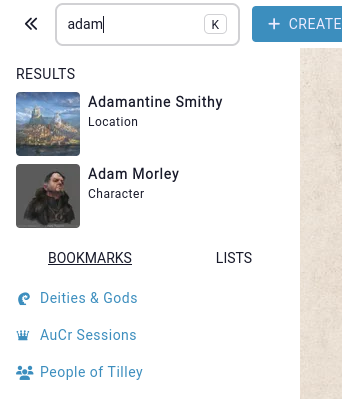 adam
K
CREATE
RESULTS
Adamantine Smithy
Location
Adam Morley
Character
BOOKMARKS LISTS
Deities & Gods
AuCr Sessions
People of Tilley